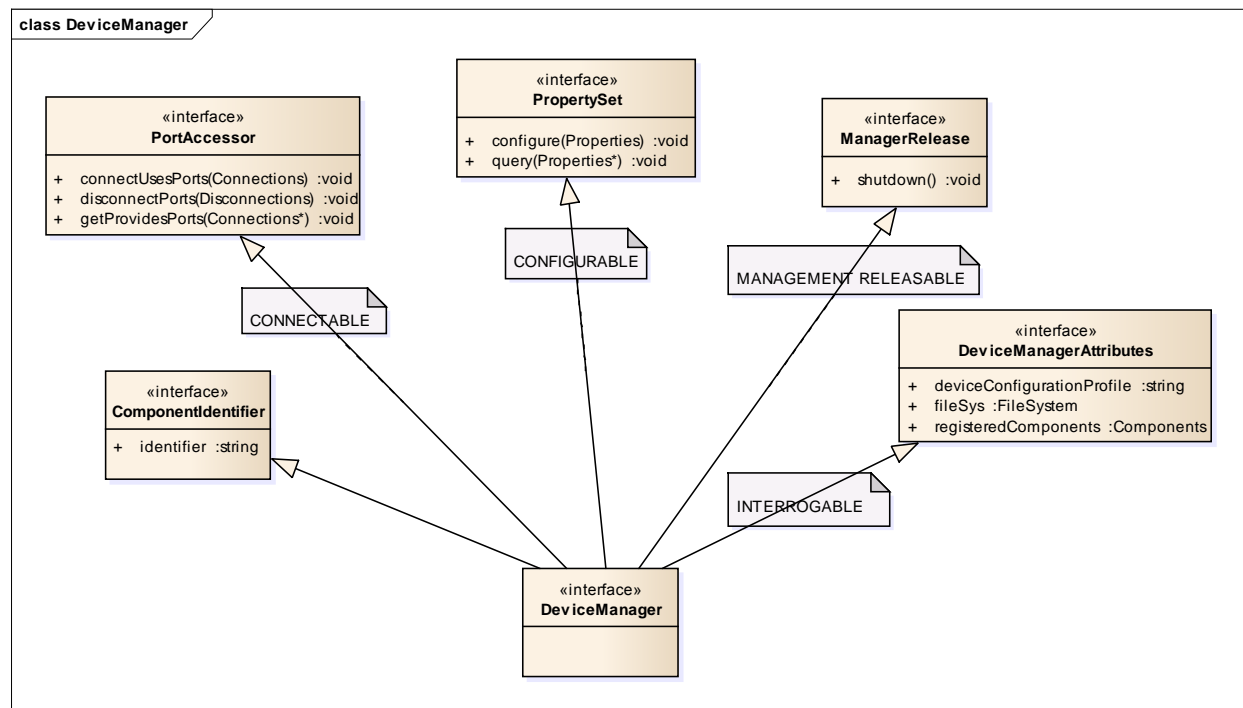 class DeviceManager
«interface»
PortAccessor
+ connectUsesPorts(Connections) :void
+ disconnectPorts(Disconnections) :void
+ getProvidesPorts(Connections*) :void
«interface»
PropertySet
+ configure(Properties) :void
+ query(Properties*) :void
«interface»
ManagerRelease
+ shutdown() :void
CONNECTABLE
CONFIGURABLE
MANAGEMENT RELEASABLE
«interface»
ComponentIdentifier
+ identifier :string
«interface»
DeviceManagerAttributes
+ deviceConfigurationProfile :string
+ fileSys :FileSystem
+ registeredComponents :Components
INTERROGABLE
«interface»
DeviceManager